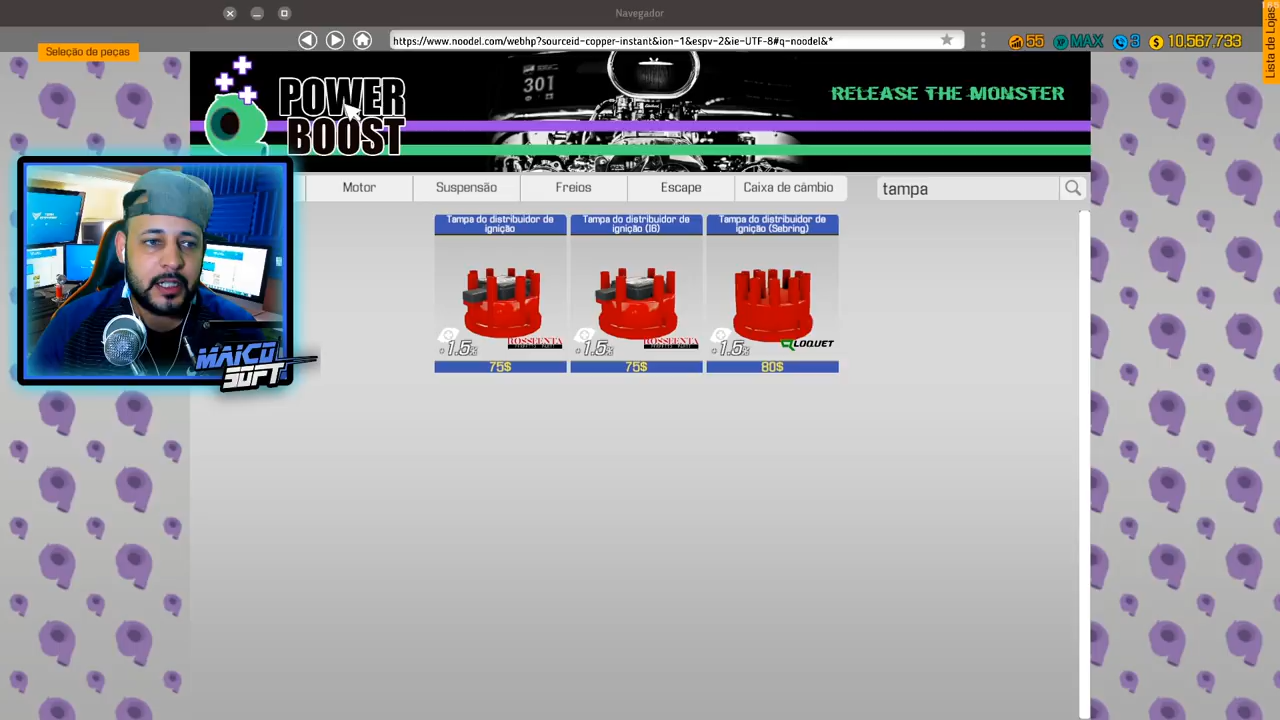 Navegador
https://www.noodel.com/webhp?sourceid-copper-instant&ion-1&espv-2&ie-UTF-8#q-noodel&*
55
MAX
3
10,567,733
Lista de Lojas
Seleção de peças
POWER
BOOST
301
RELEASE THE MONSTER
Motor
Suspensão
Freios
Escape
Caixa de câmbio
tampa
Tampa do distribuidor de
ignição
Tampa do distribuidor de
ignição (I6)
Tampa do distribuidor de
ignição (Sebring)
+1.5%
+1.5%
+1.5%
LOQUET
75$
75$
80$
MAICO
SOFT